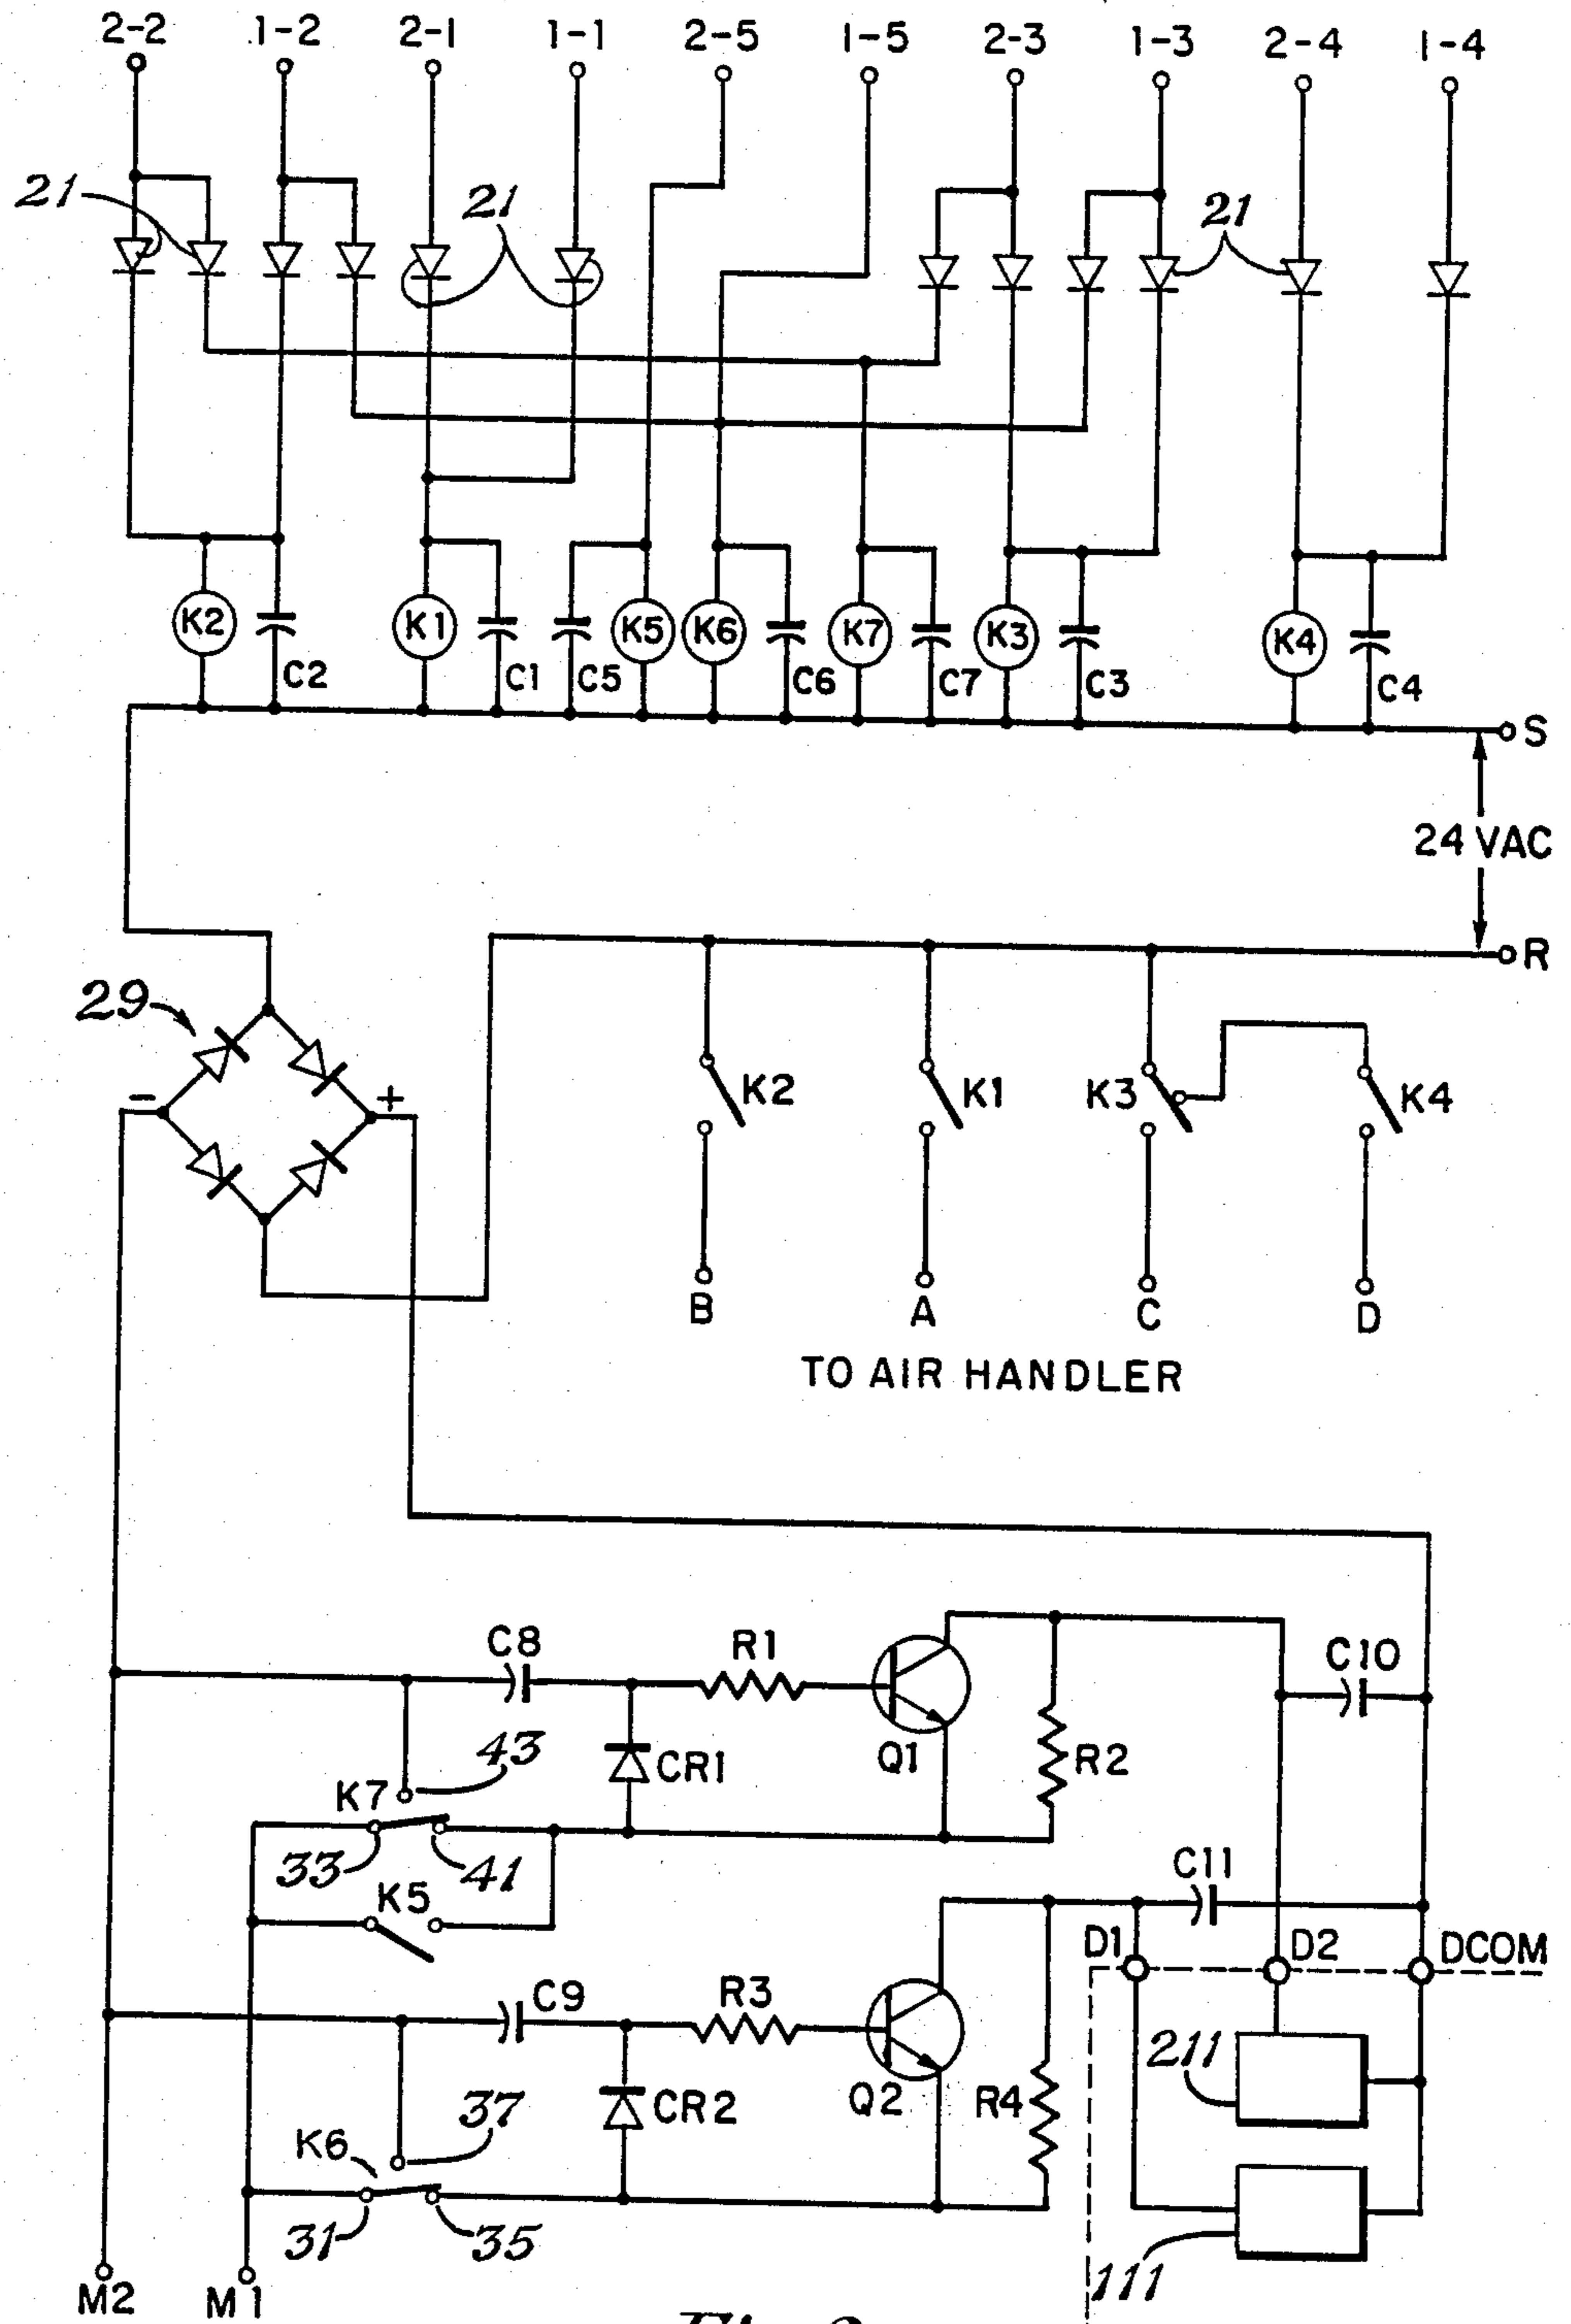 2-2 1-2 2-1 1-1 2-5 1-5 2-3 1-3 2-4 1-4
21 21 21
K2 C2 K1 C1 C5 K5 K6 C6 K7 C7 K3 C3 K4 C4
S
24 VAC
R
29
- +
K2 K1 K3 K4
B A C D
TO AIR HANDLER
C8 R1 C10
43 Q1 R2
K7 CR1
33 41 C11
K5
D1 D2 DCOM
C9 R3
211
37 CR2 Q2 R4
K6
31 35 111
M2 M1